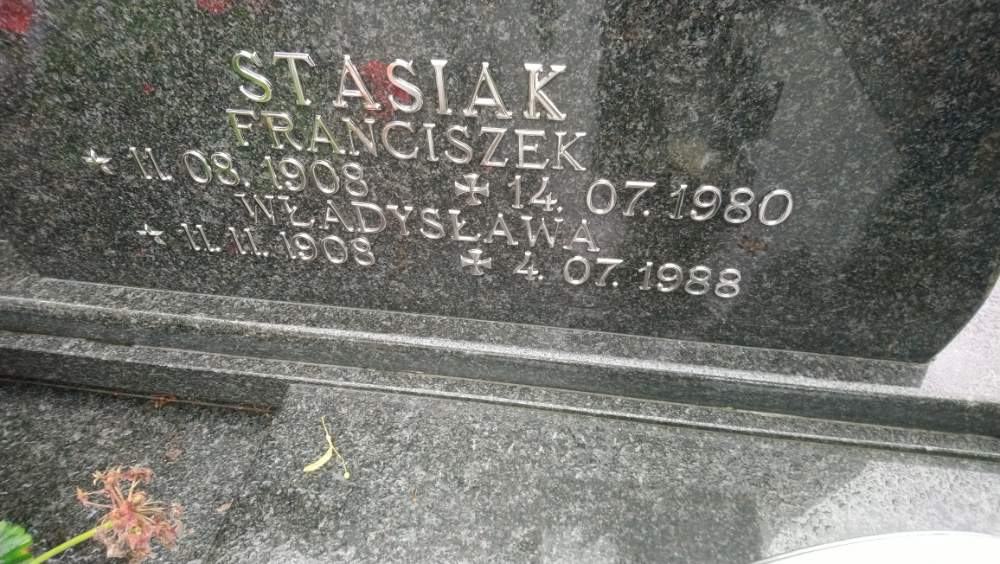 STASIAK
FRANCISZEK
11. 08. 1908 14. 07. 1980
WŁADYSŁAWA
11. 11. 1908 4. 07. 1988